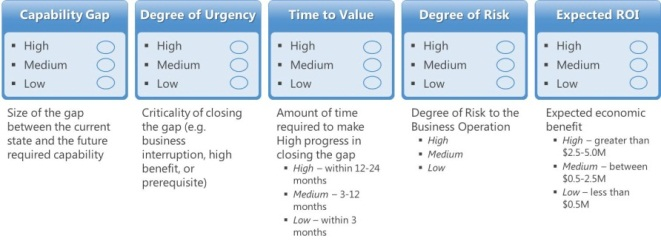 Capability Gap
▪ High
▪ Medium
▪ Low
Size of the gap
between the current
state and the future
required capability
Degree of Urgency
▪ High
▪ Medium
▪ Low
Criticality of closing
the gap (e.g.
business
interruption, high
benefit, or
prerequisite)
Time to Value
▪ High
▪ Medium
▪ Low
Amount of time
required to make
High progress in
closing the gap
▪ High – within 12-24
months
▪ Medium – 3-12
months
▪ Low – within 3
months
Degree of Risk
▪ High
▪ Medium
▪ Low
Degree of Risk to the
Business Operation
▪ High
▪ Medium
▪ Low
Expected ROI
▪ High
▪ Medium
▪ Low
Expected economic
benefit
▪ High – greater than
$2.5-5.0M
▪ Medium – between
$0.5-2.5M
▪ Low – less than
$0.5M